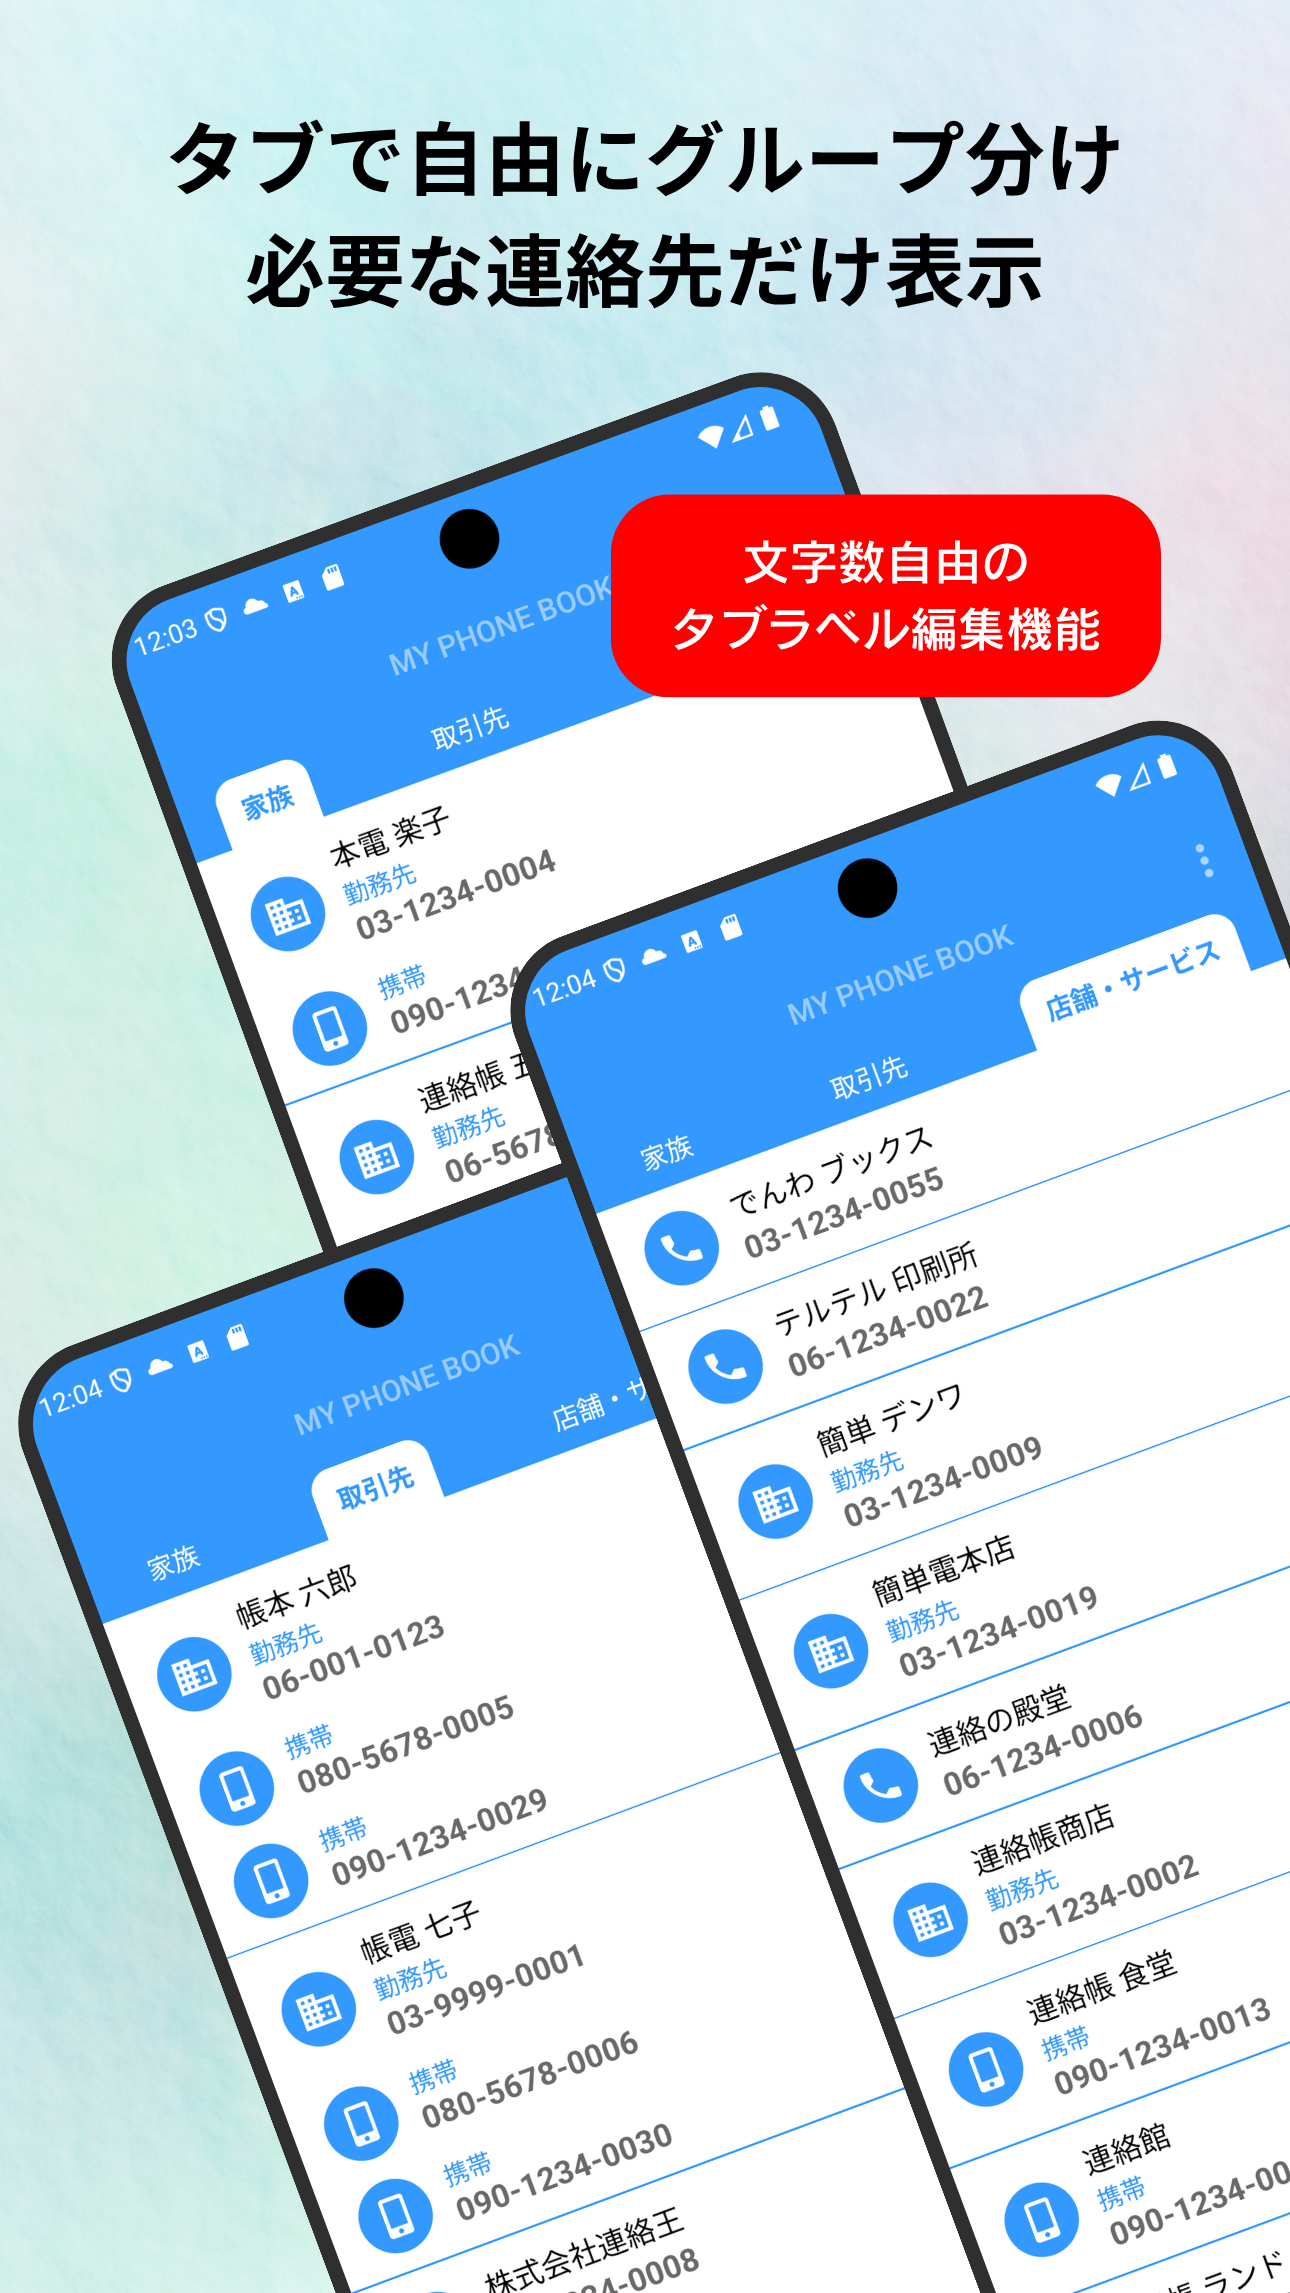 タブで自由にグループ分け
必要な連絡先だけ表示
文字数自由の
タブラベル編集機能
12:03
MY PHONE BOOK
家族
取引先
本電 楽子
勤務先
03-1234-0004
携帯
090-1234
連絡帳 五
勤務先
06-5678
12:04
MY PHONE BOOK
家族
取引先
店舗・サービス
でんわ ブックス
03-1234-0055
テルテル 印刷所
06-1234-0022
簡単 デンワ
勤務先
03-1234-0009
簡単電本店
勤務先
03-1234-0019
連絡の殿堂
06-1234-0006
連絡帳商店
勤務先
03-1234-0002
連絡帳 食堂
携帯
090-1234-0013
連絡館
携帯
090-1234-00
帳 ランド
12:04
MY PHONE BOOK
家族
取引先
店舗・サ
帳本 六郎
勤務先
06-001-0123
携帯
080-5678-0005
携帯
090-1234-0029
帳電 七子
勤務先
03-9999-0001
携帯
080-5678-0006
携帯
090-1234-0030
株式会社連絡王
34-0008